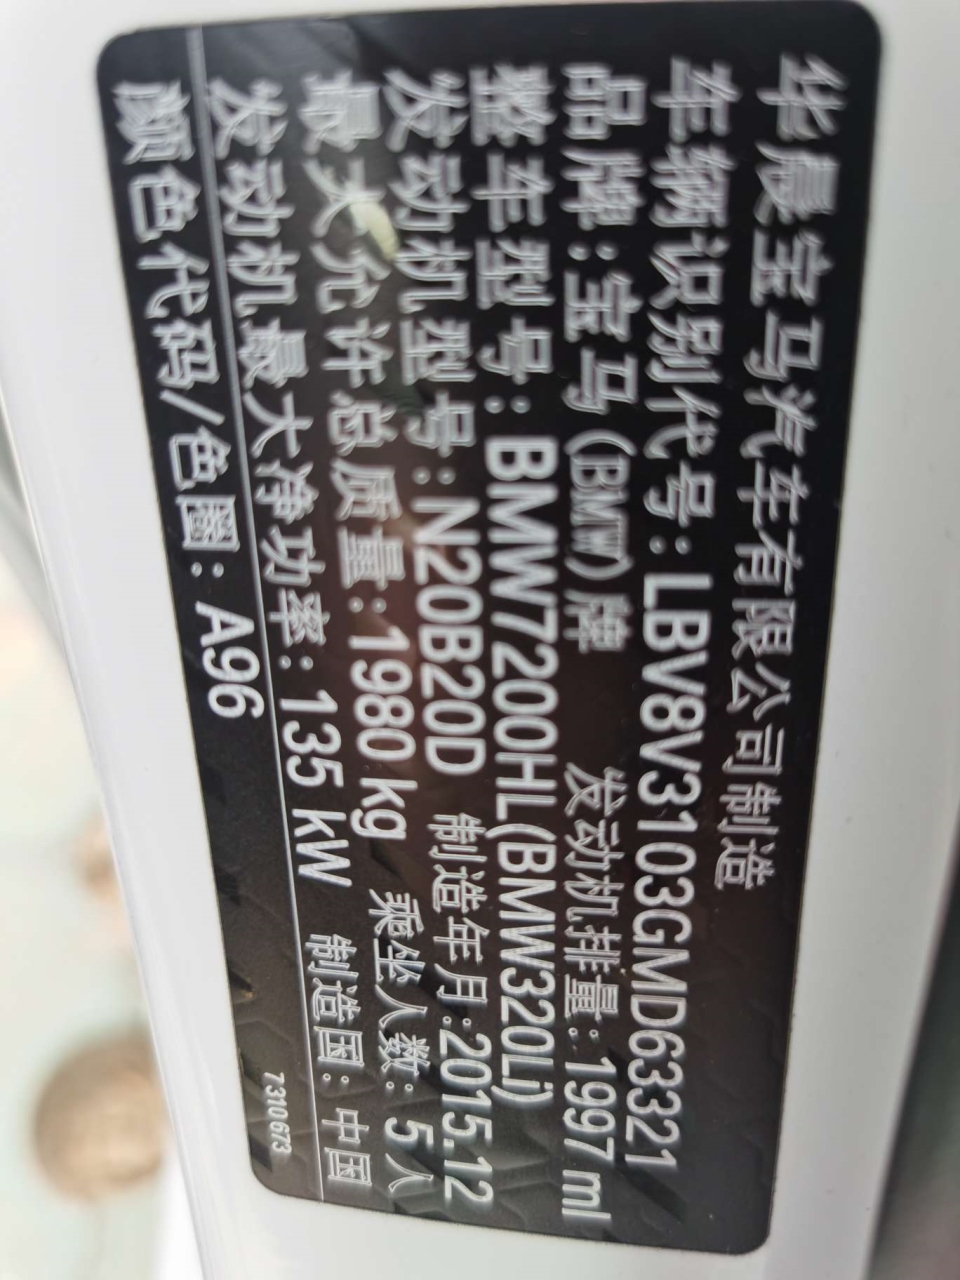 华晨宝马汽车有限公司制造
车辆识别代号：LBV8V3103GMD63321
品牌：宝马（BMW）牌 发动机排量：1997 ml
整车型号：BMW7200HL(BMW320Li)
发动机型号：N20B20D 制造年月：2015.12
最大允许总质量：1980 kg 乘坐人数：5 人
发动机最大净功率：135 kW 制造国：中国
颜色代码/色圈：A96
7 310 673